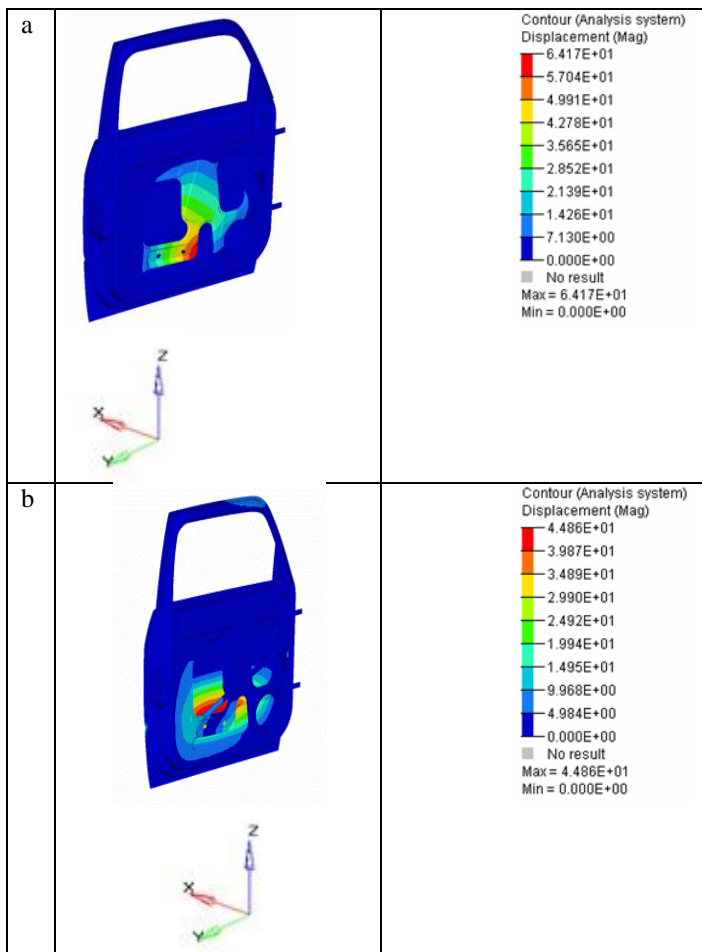 a
Contour (Analysis system)
Displacement (Mag)
6.417E+01
5.704E+01
4.991E+01
4.278E+01
3.565E+01
2.852E+01
2.139E+01
1.426E+01
7.130E+00
0.000E+00
No result
Max = 6.417E+01
Min = 0.000E+00
Z
X
Y
b
Contour (Analysis system)
Displacement (Mag)
4.486E+01
3.987E+01
3.489E+01
2.990E+01
2.492E+01
1.994E+01
1.495E+01
9.968E+00
4.984E+00
0.000E+00
No result
Max = 4.486E+01
Min = 0.000E+00
Z
X
Y